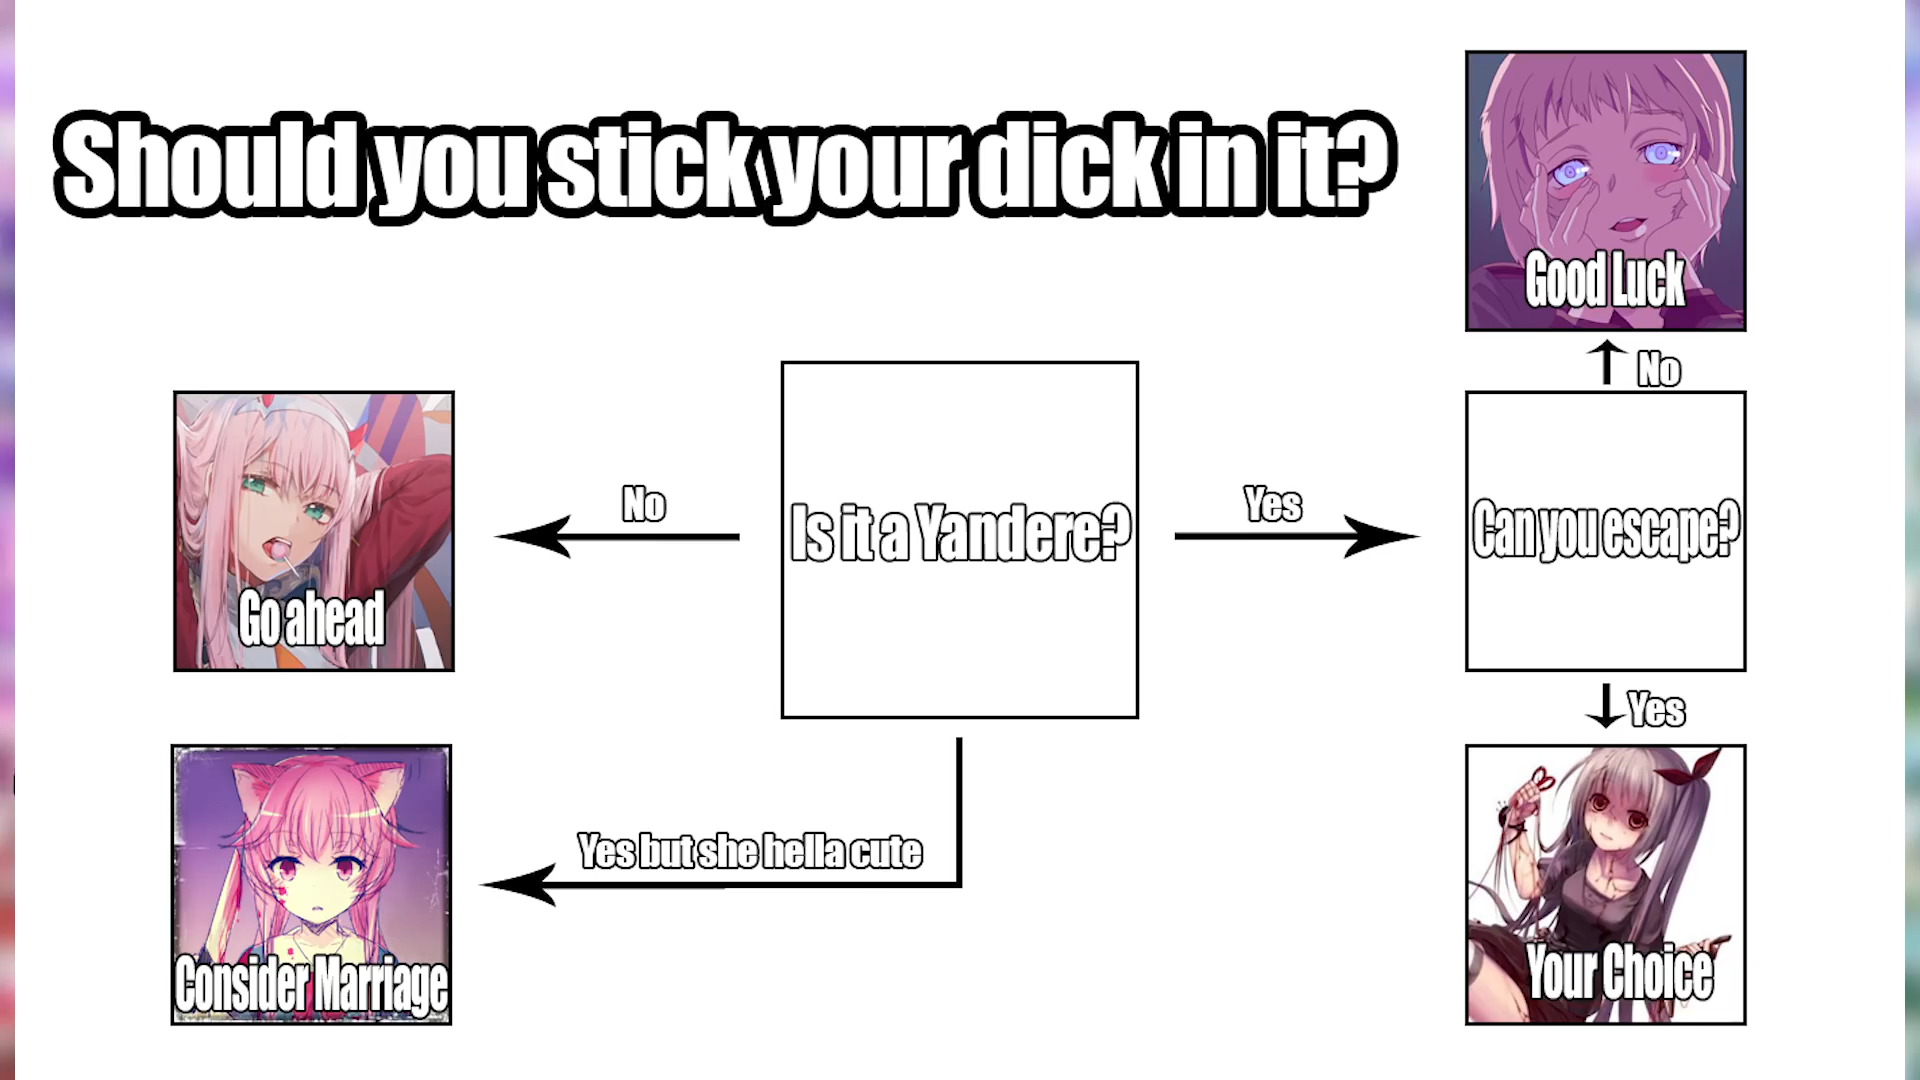 Should you stick your dick in it?
Good Luck
No
Go ahead
No
Is it a Yandere?
Yes
Can you escape?
Yes
Yes but she hella cute
Consider Marriage
Your Choice